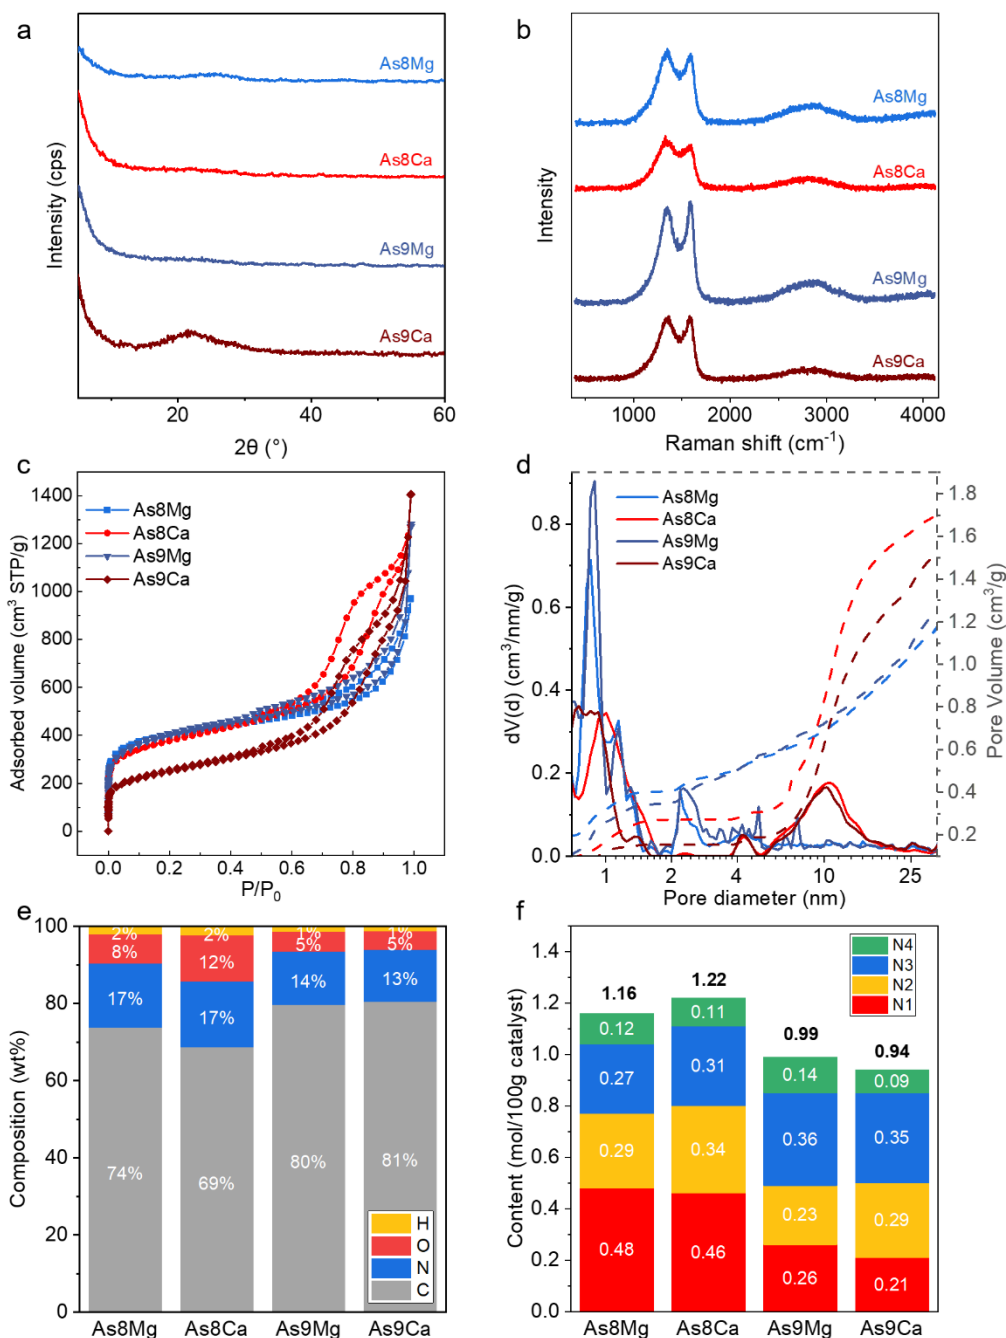 a
As8Mg
As8Ca
As9Mg
As9Ca
Intensity (cps)
20 40 60
2θ (°)
b
As8Mg
As8Ca
As9Mg
As9Ca
Intensity
1000 2000 3000 4000
Raman shift (cm⁻¹)
c
As8Mg
As8Ca
As9Mg
As9Ca
Adsorbed volume (cm³ STP/g)
1400
1200
1000
800
600
400
200
0
0.0 0.2 0.4 0.6 0.8 1.0
P/P₀
d
As8Mg
As8Ca
As9Mg
As9Ca
dV(d) (cm³/nm/g)
0.8
0.6
0.4
0.2
0.0
1 2 4 10 25
Pore diameter (nm)
1.8
1.6
1.4
1.2
1.0
0.8
0.6
0.4
0.2
Pore Volume (cm³/g)
e
Composition (wt%)
100
80
60
40
20
0
2% 2% 1% 1%
8% 12% 5% 5%
17% 17% 14% 13%
74% 69% 80% 81%
H
O
N
C
As8Mg As8Ca As9Mg As9Ca
f
Content (mol/100g catalyst)
1.4
1.2
1.0
0.8
0.6
0.4
0.2
0.0
N4
N3
N2
N1
1.16 1.22 0.99 0.94
0.12 0.11 0.14 0.09
0.27 0.31 0.36 0.35
0.29 0.34 0.23 0.29
0.48 0.46 0.26 0.21
As8Mg As8Ca As9Mg As9Ca